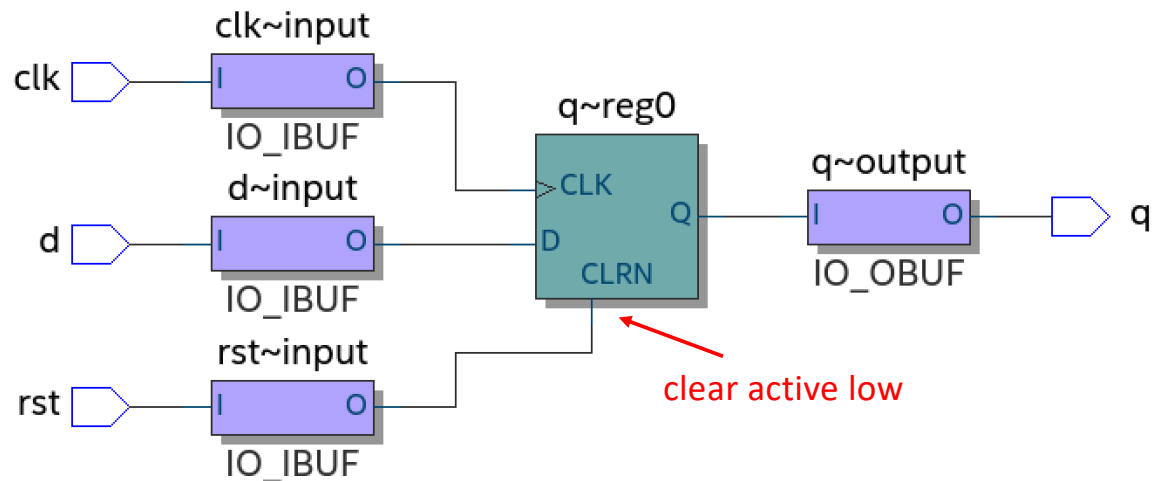 clk~input
clk
I
O
IO_IBUF
d~input
d
I
O
IO_IBUF
rst~input
rst
I
O
IO_IBUF
q~reg0
CLK
D
Q
CLRN
clear active low
q~output
I
O
IO_OBUF
q